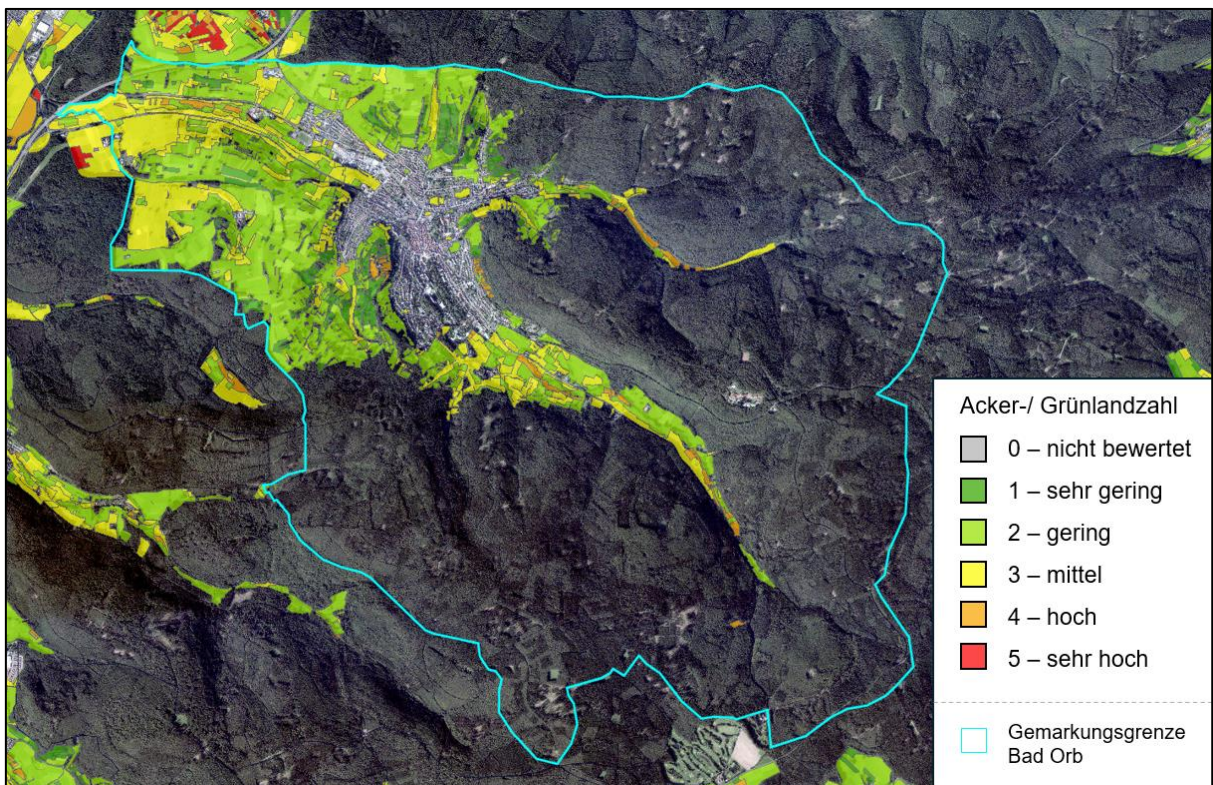 Acker-/ Grünlandzahl
0 – nicht bewertet
1 – sehr gering
2 – gering
3 – mittel
4 – hoch
5 – sehr hoch
Gemarkungsgrenze
Bad Orb